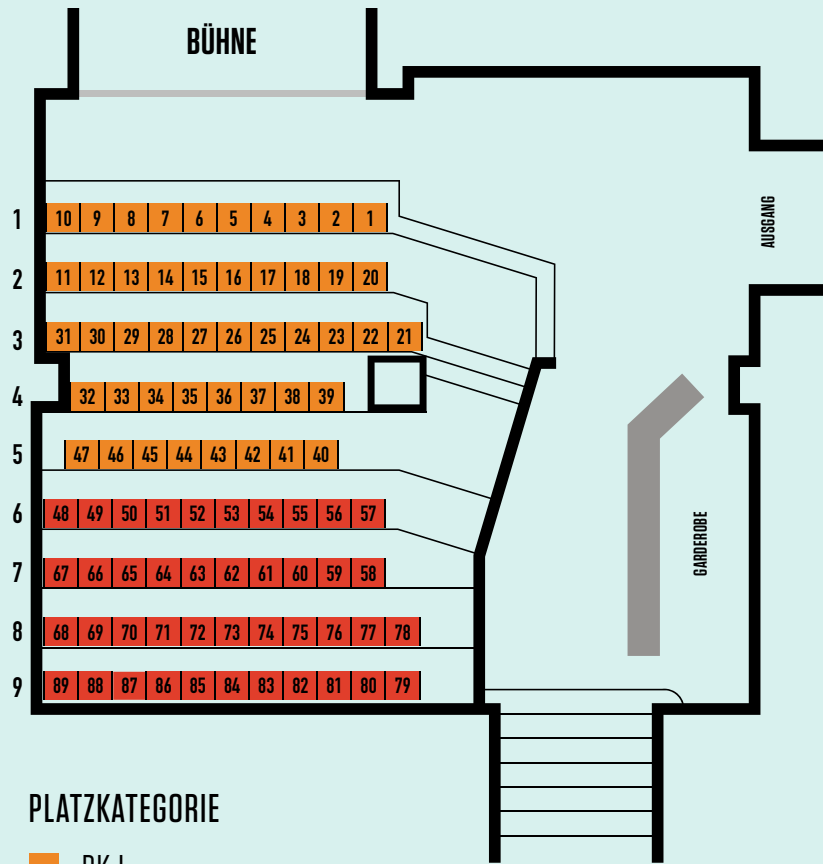 BÜHNE
1 10 9 8 7 6 5 4 3 2 1
AUSGANG
2 11 12 13 14 15 16 17 18 19 20
3 31 30 29 28 27 26 25 24 23 22 21
4 32 33 34 35 36 37 38 39
5 47 46 45 44 43 42 41 40
6 48 49 50 51 52 53 54 55 56 57
GARDEROBE
7 67 66 65 64 63 62 61 60 59 58
8 68 69 70 71 72 73 74 75 76 77 78
9 89 88 87 86 85 84 83 82 81 80 79
PLATZKATEGORIE
PK I